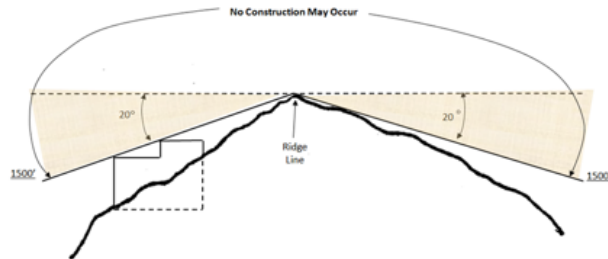 No Construction May Occur
20°
20 °
Ridge
Line
1500'
1500